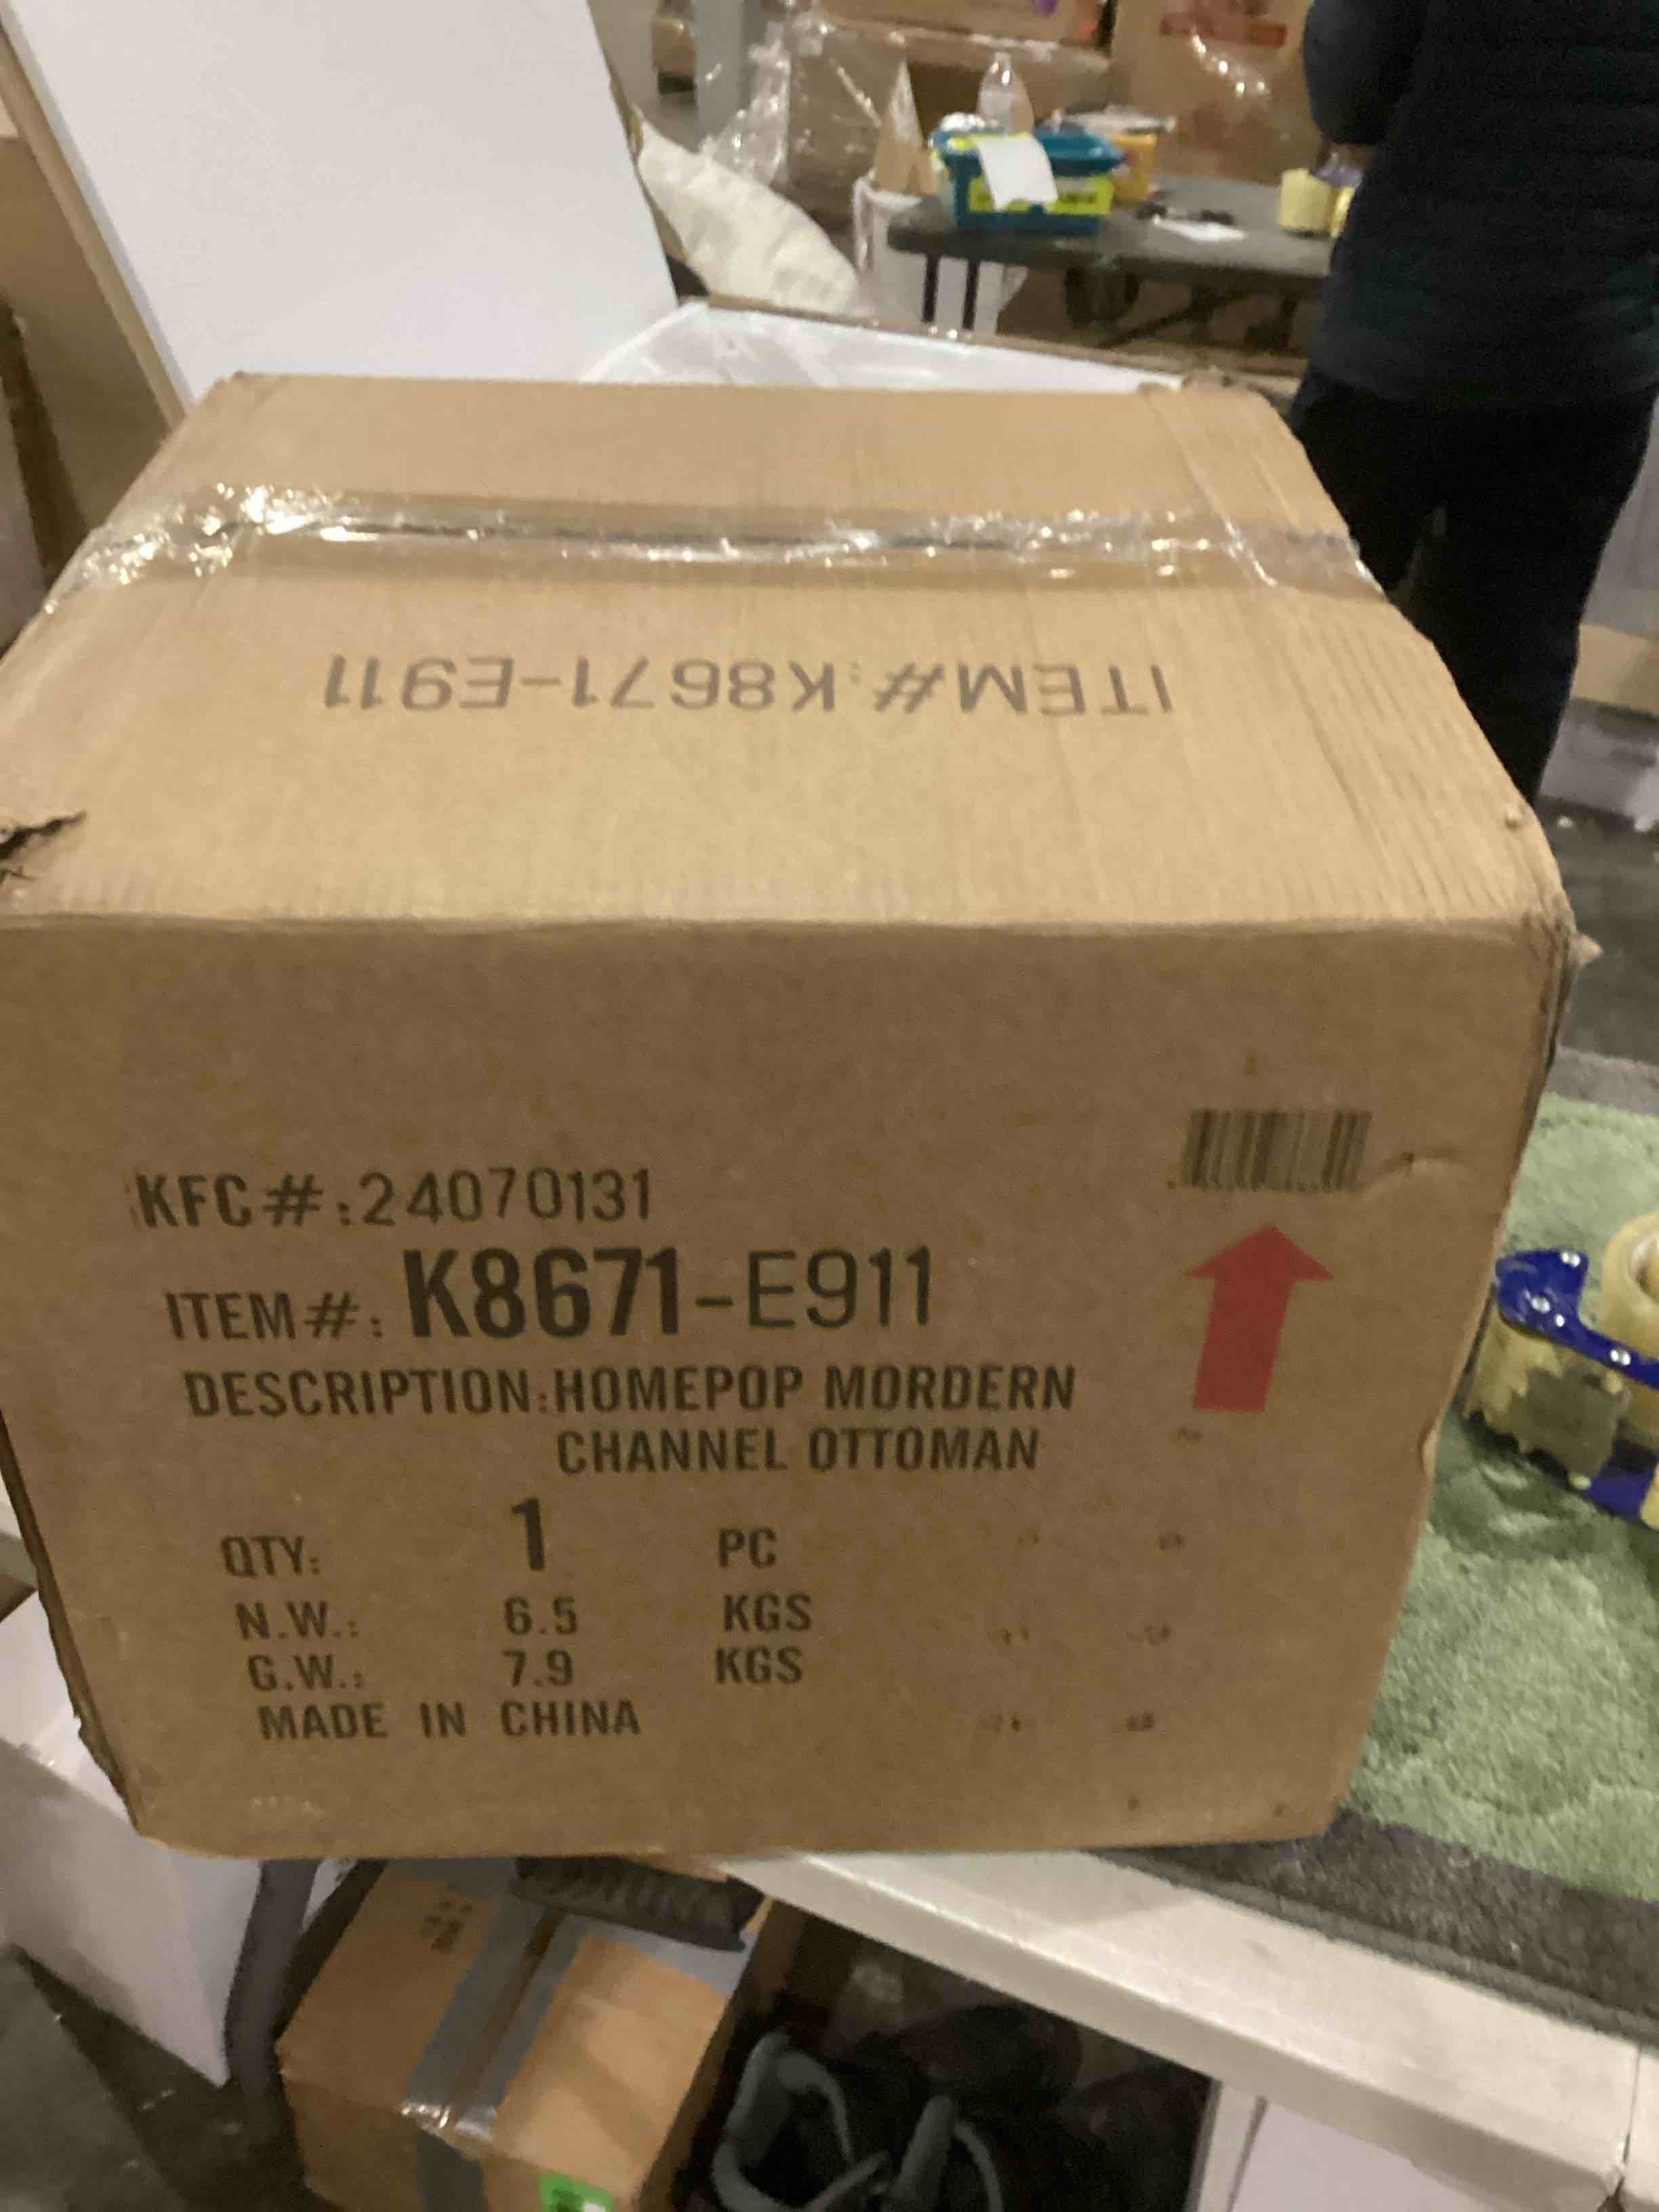 ITEM#:K8671-E911
KFC#:24070131
ITEM#: K8671-E911
DESCRIPTION:HOMEPOP MORDERN
CHANNEL OTTOMAN
QTY: 1 PC
N.W.: 6.5 KGS
G.W.: 7.9 KGS
MADE IN CHINA